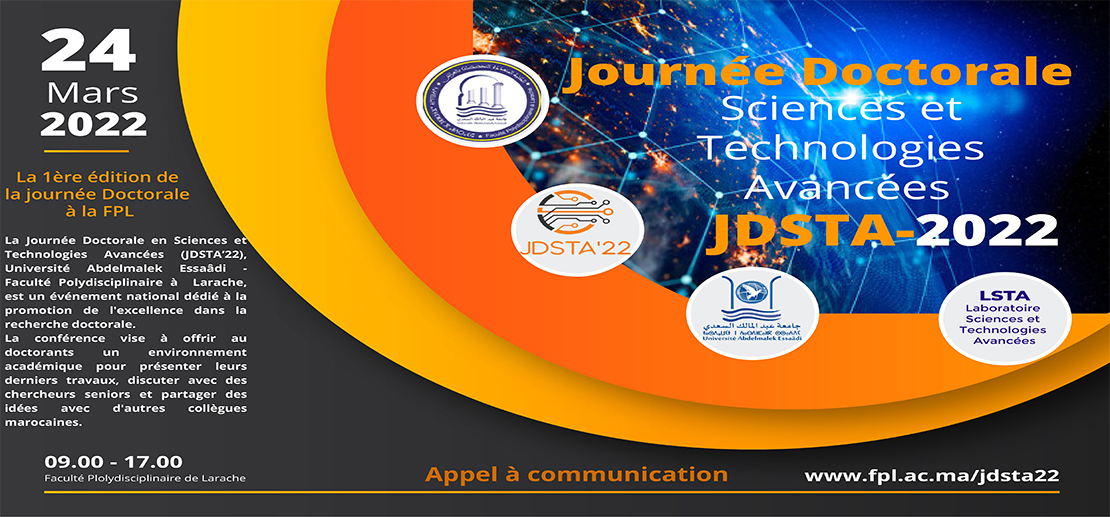 24
Mars
2022
La 1ère édition de
la journée Doctorale
à la FPL
La Journée Doctorale en Sciences et
Technologies Avancées (JDSTA'22),
Université Abdelmalek Essaâdi -
Faculté Polydisciplinaire à Larache,
est un événement national dédié à la
promotion de l'excellence dans la
recherche doctorale.
La conférence vise à offrir au
doctorants un environnement
académique pour présenter leurs
derniers travaux, discuter avec des
chercheurs seniors et partager des
idées avec d'autres collègues
marocaines.
09.00 - 17.00
Faculté Plolydisciplinaire de Larache
Journée Doctorale
Sciences et
Technologies
Avancées
JDSTA-2022
جامعة عبد المالك السعدي
JDSTA'22
جامعة عبد المالك السعدي
Université Abdelmalek Essaâdi
LSTA
Laboratoire
Sciences et
Technologies
Avancées
Appel à communication
www.fpl.ac.ma/jdsta22